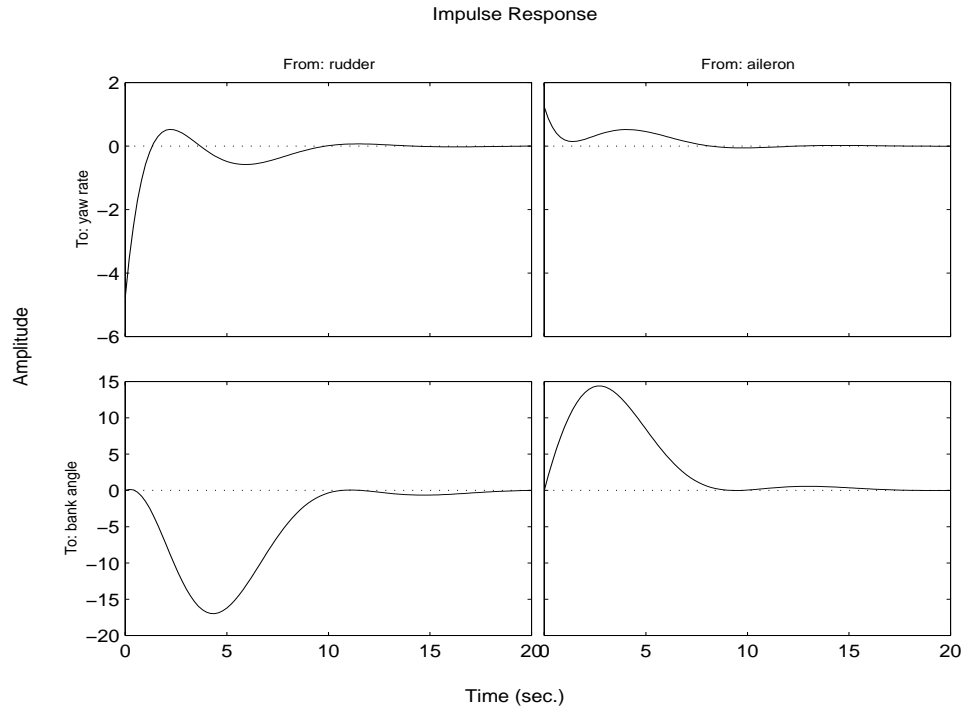 Impulse Response
From: rudder
From: aileron
Amplitude
To: yaw rate
2
0
−2
−4
−6
To: bank angle
15
10
5
0
−5
−10
−15
−20
0 5 10 15 20
0 5 10 15 20
Time (sec.)